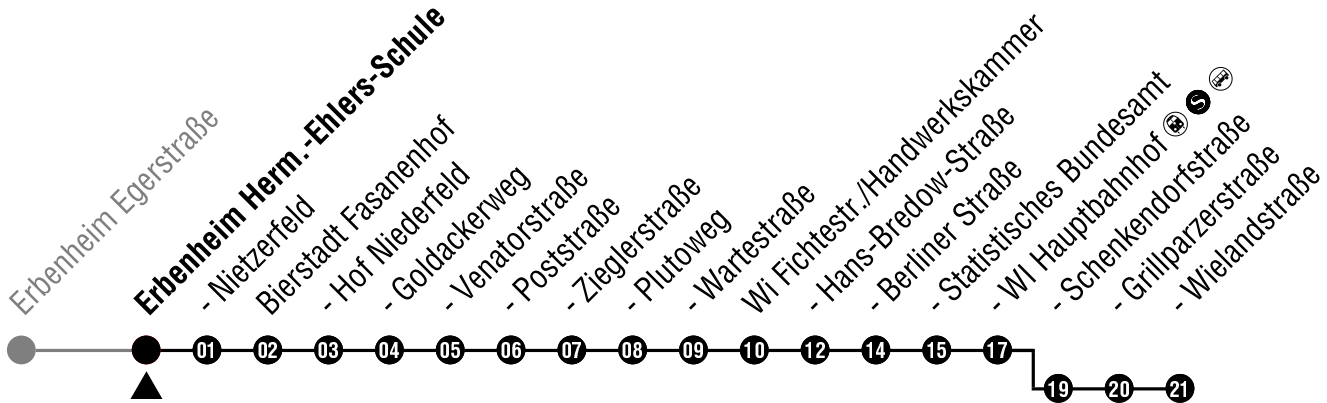 Erbenheim Egerstraße
Erbenheim Herm.-Ehlers-Schule
- Nietzerfeld
Bierstadt Fasanenhof
- Hof Niederfeld
- Goldackerweg
- Venatorstraße
- Poststraße
- Zieglerstraße
- Plutoweg
- Wartestraße
Wi Fichtestr./Handwerkskammer
- Hans-Bredow-Straße
- Berliner Straße
- Statistisches Bundesamt
- WI Hauptbahnhof S
- Schenkendorfstraße
- Grillparzerstraße
- Wielandstraße
01 02 03 04 05 06 07 08 09 10 12 14 15 17
19 20 21